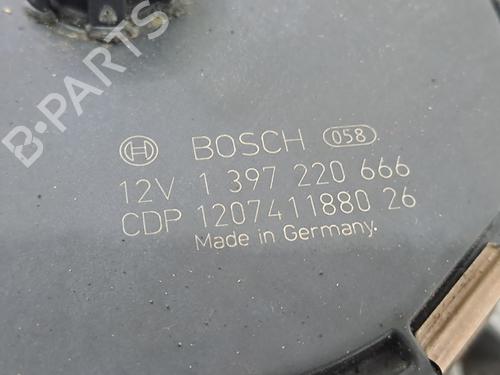 B-PARTS
BOSCH 058
12V 1 397 220 666
CDP 1207411880 26
Made in Germany.